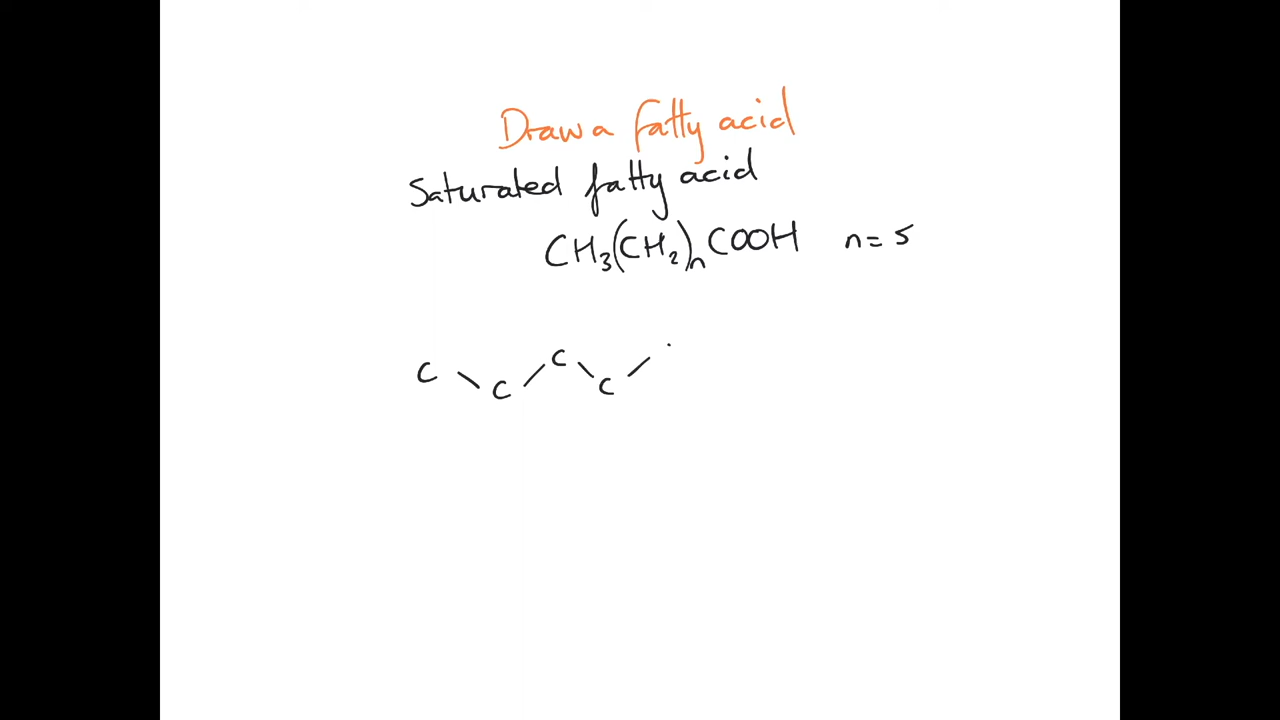 Draw a fatty acid
Saturated fatty acid
CH₃(CH₂)ₙCOOH n = 5
C C C C